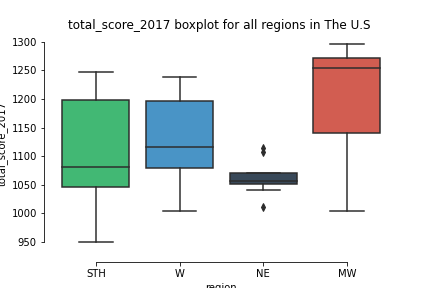 total_score_2017 boxplot for all regions in The U.S
1300
1250
1200
1150
1100
1050
1000
950
total_score_2017
STH W NE MW
region